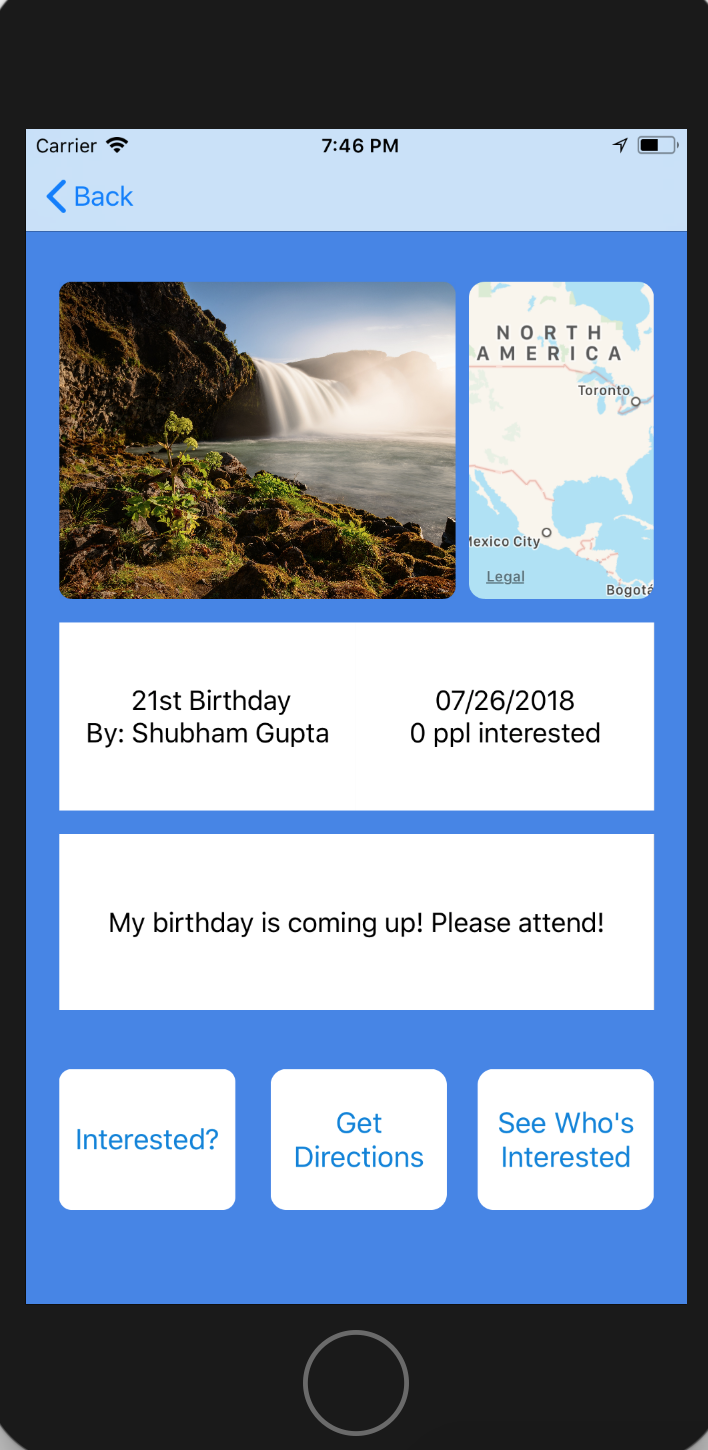 Carrier 7:46 PM
Back
NORTH
AMERICA
Toronto
Mexico City
Legal
Bogotá
21st Birthday
By: Shubham Gupta
07/26/2018
0 ppl interested
My birthday is coming up! Please attend!
Interested?
Get
Directions
See Who's
Interested